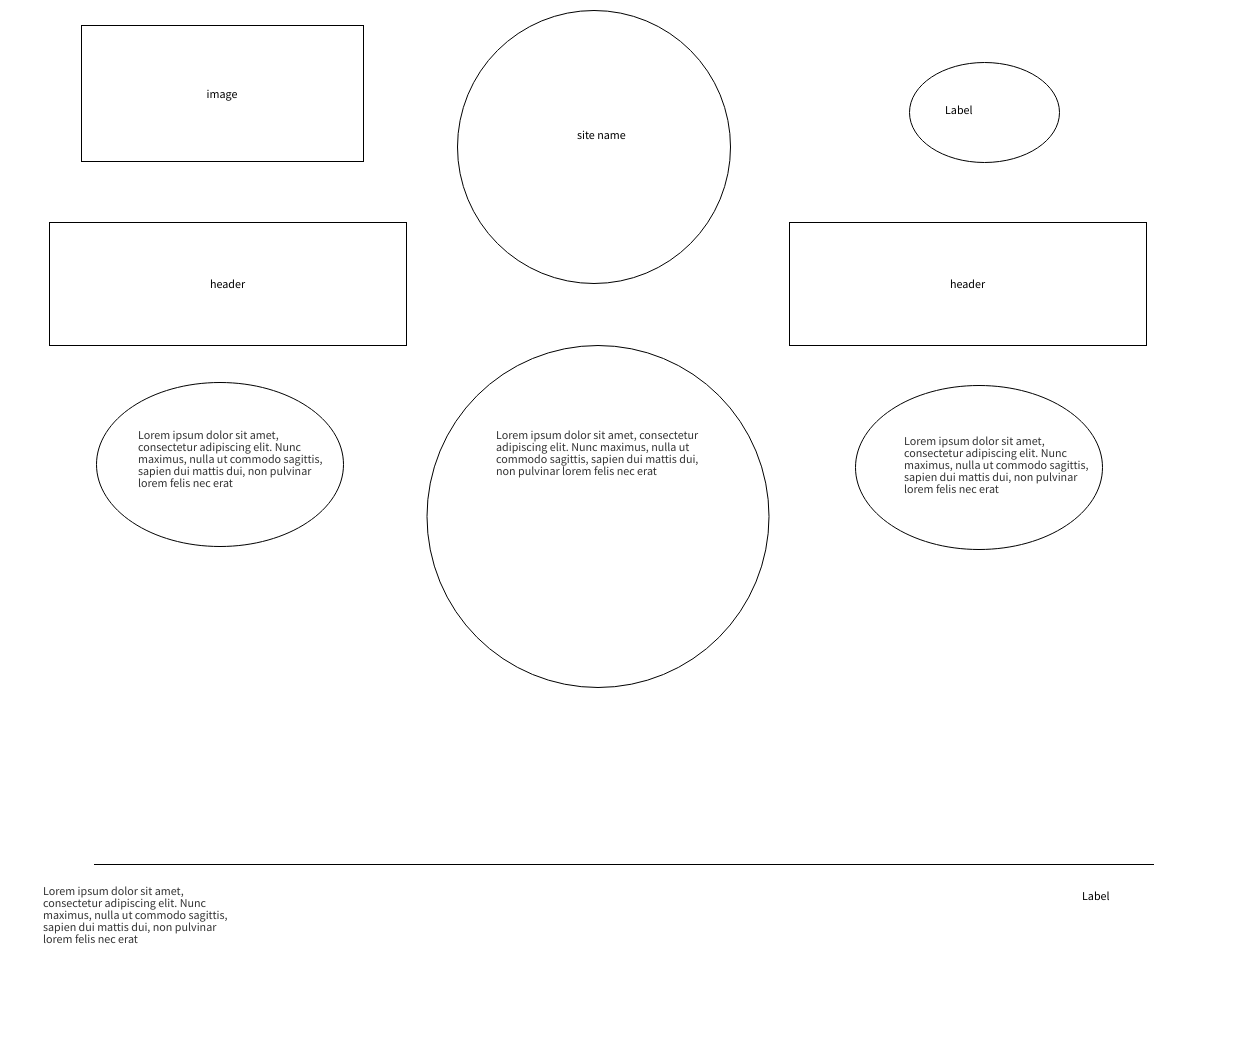 image
site name
Label
header
header
Lorem ipsum dolor sit amet,
consectetur adipiscing elit. Nunc
maximus, nulla ut commodo sagittis,
sapien dui mattis dui, non pulvinar
lorem felis nec erat
Lorem ipsum dolor sit amet, consectetur
adipiscing elit. Nunc maximus, nulla ut
commodo sagittis, sapien dui mattis dui,
non pulvinar lorem felis nec erat
Lorem ipsum dolor sit amet,
consectetur adipiscing elit. Nunc
maximus, nulla ut commodo sagittis,
sapien dui mattis dui, non pulvinar
lorem felis nec erat
Lorem ipsum dolor sit amet,
consectetur adipiscing elit. Nunc
maximus, nulla ut commodo sagittis,
sapien dui mattis dui, non pulvinar
lorem felis nec erat
Label